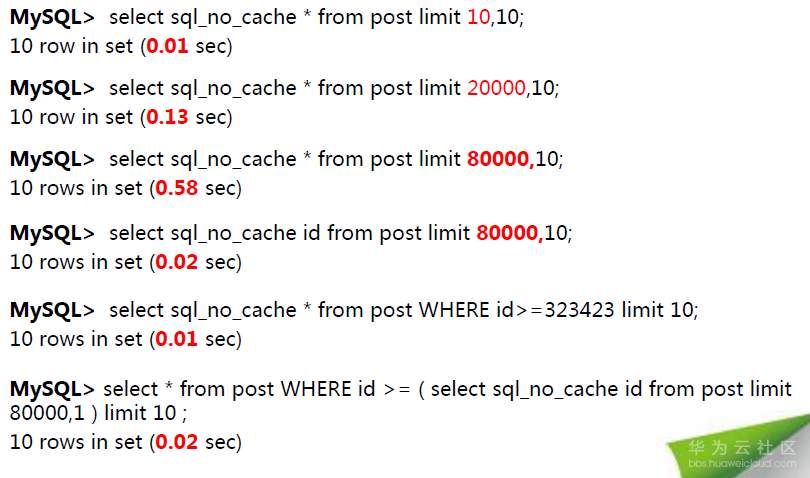 MySQL> select sql_no_cache * from post limit 10,10;
10 row in set (0.01 sec)
MySQL> select sql_no_cache * from post limit 20000,10;
10 row in set (0.13 sec)
MySQL> select sql_no_cache * from post limit 80000,10;
10 rows in set (0.58 sec)
MySQL> select sql_no_cache id from post limit 80000,10;
10 rows in set (0.02 sec)
MySQL> select sql_no_cache * from post WHERE id>=323423 limit 10;
10 rows in set (0.01 sec)
MySQL> select * from post WHERE id >= ( select sql_no_cache id from post limit
80000,1 ) limit 10 ;
10 rows in set (0.02 sec)
华为云社区
bbs.huaweicloud.com